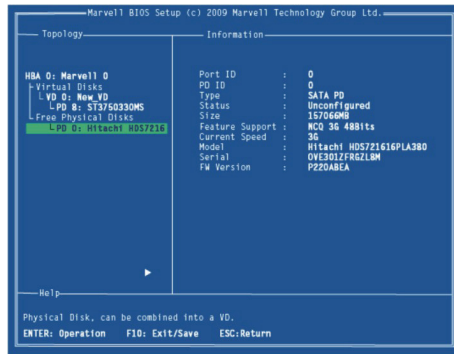 Marvell BIOS Setup (c) 2009 Marvell Technology Group Ltd.
Topology
Information
HBA 0: Marvell 0
Virtual Disks
VD 0: New_VD
PD 8: ST3750330MS
Free Physical Disks
PD 0: Hitachi HDS7216
Port ID : 0
PD ID : 0
Type : SATA PD
Status : Unconfigured
Size : 157066MB
Feature Support : NCQ 3G 48Bits
Current Speed : 3G
Model : Hitachi HDS721616PLA380
Serial : OVE301ZFRGZLBM
FW Version : P220ABEA
Help
Physical Disk, can be combined into a VD.
ENTER: Operation F10: Exit/Save ESC:Return